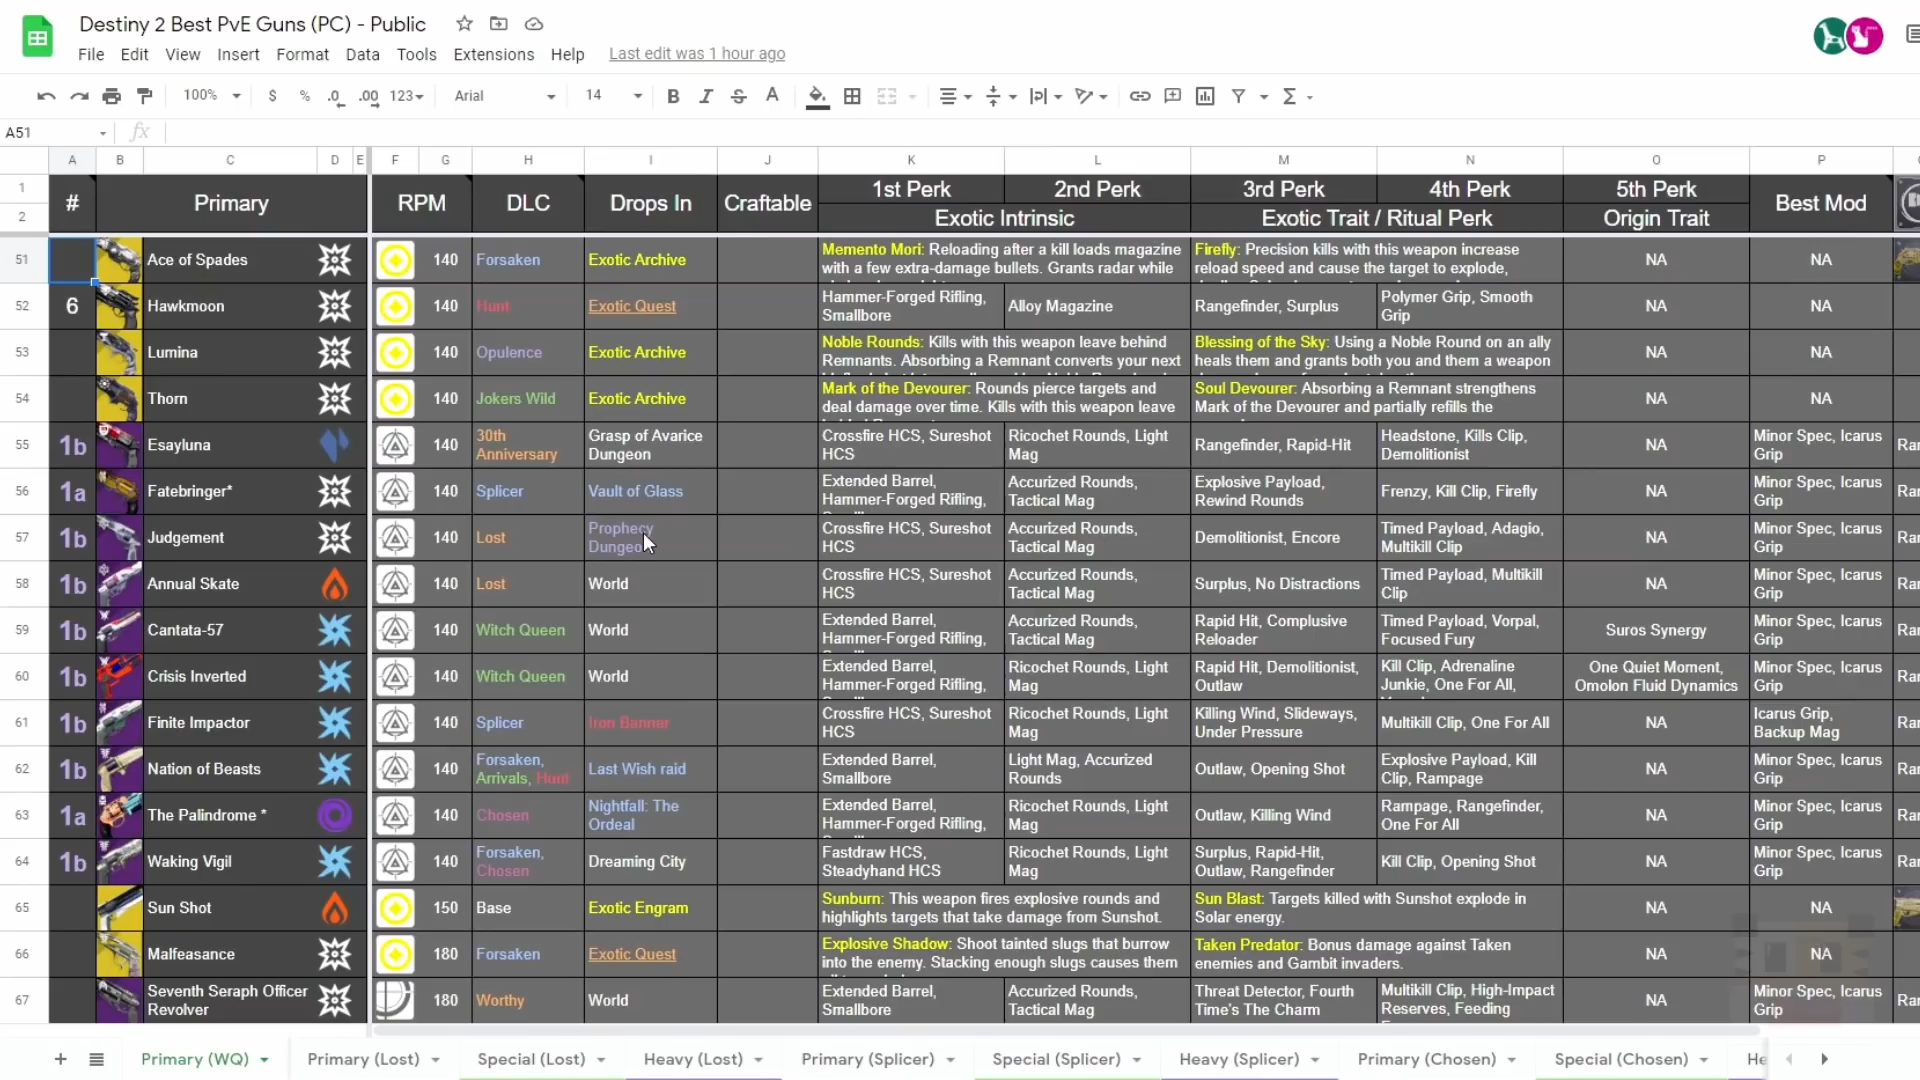 Destiny 2 Best PvE Guns (PC) - Public
File Edit View Insert Format Data Tools Extensions Help Last edit was 1 hour ago
100% $ % .0 .00 123 Arial 14 B I S A Σ
A51 fx
A B C D E F G H I J K L M N O P
1 # Primary RPM DLC Drops In Craftable 1st Perk 2nd Perk 3rd Perk 4th Perk 5th Perk Best Mod
2 Exotic Intrinsic Exotic Trait / Ritual Perk Origin Trait
51 Ace of Spades 140 Forsaken Exotic Archive Memento Mori: Reloading after a kill loads magazine Firefly: Precision kills with this weapon increase NA NA
with a few extra-damage bullets. Grants radar while reload speed and cause the target to explode,
52 6 Hawkmoon 140 Hunt Exotic Quest Hammer-Forged Rifling, Alloy Magazine Rangefinder, Surplus Polymer Grip, Smooth NA NA
Smallbore Grip
53 Lumina 140 Opulence Exotic Archive Noble Rounds: Kills with this weapon leave behind Blessing of the Sky: Using a Noble Round on an ally NA NA
Remnants. Absorbing a Remnant converts your next heals them and grants both you and them a weapon
54 Thorn 140 Jokers Wild Exotic Archive Mark of the Devourer: Rounds pierce targets and Soul Devourer: Absorbing a Remnant strengthens NA NA
deal damage over time. Kills with this weapon leave Mark of the Devourer and partially refills the
55 1b Esayluna 140 30th Grasp of Avarice Crossfire HCS, Sureshot Ricochet Rounds, Light Rangefinder, Rapid-Hit Headstone, Kills Clip, NA Minor Spec, Icarus Ran
Anniversary Dungeon HCS Mag Demolitionist Grip
56 1a Fatebringer* 140 Splicer Vault of Glass Extended Barrel, Accurized Rounds, Explosive Payload, Frenzy, Kill Clip, Firefly NA Minor Spec, Icarus Ran
Hammer-Forged Rifling, Tactical Mag Rewind Rounds Grip
57 1b Judgement 140 Lost Prophecy Crossfire HCS, Sureshot Accurized Rounds, Demolitionist, Encore Timed Payload, Adagio, NA Minor Spec, Icarus Ran
Dungeon HCS Tactical Mag Multikill Clip Grip
58 1b Annual Skate 140 Lost World Crossfire HCS, Sureshot Accurized Rounds, Surplus, No Distractions Timed Payload, Multikill NA Minor Spec, Icarus Ran
HCS Tactical Mag Clip Grip
59 1b Cantata-57 140 Witch Queen World Extended Barrel, Accurized Rounds, Rapid Hit, Complusive Timed Payload, Vorpal, Suros Synergy Minor Spec, Icarus Ran
Hammer-Forged Rifling, Tactical Mag Reloader Focused Fury Grip
60 1b Crisis Inverted 140 Witch Queen World Extended Barrel, Ricochet Rounds, Light Rapid Hit, Demolitionist, Kill Clip, Adrenaline One Quiet Moment, Minor Spec, Icarus Ran
Hammer-Forged Rifling, Mag Outlaw Junkie, One For All, Omolon Fluid Dynamics Grip
61 1b Finite Impactor 140 Splicer Iron Banner Crossfire HCS, Sureshot Ricochet Rounds, Light Killing Wind, Slideways, Multikill Clip, One For All NA Icarus Grip, Ran
HCS Mag Under Pressure Backup Mag
62 1b Nation of Beasts 140 Forsaken, Last Wish raid Extended Barrel, Light Mag, Accurized Outlaw, Opening Shot Explosive Payload, Kill NA Minor Spec, Icarus Ran
Arrivals, Hunt Smallbore Rounds Clip, Rampage Grip
63 1a The Palindrome * 140 Chosen Nightfall: The Extended Barrel, Ricochet Rounds, Light Outlaw, Killing Wind Rampage, Rangefinder, NA Minor Spec, Icarus Ran
Ordeal Hammer-Forged Rifling, Mag One For All Grip
64 1b Waking Vigil 140 Forsaken, Dreaming City Fastdraw HCS, Ricochet Rounds, Light Surplus, Rapid-Hit, Kill Clip, Opening Shot NA Minor Spec, Icarus Ran
Chosen Steadyhand HCS Mag Outlaw, Rangefinder Grip
65 Sun Shot 150 Base Exotic Engram Sunburn: This weapon fires explosive rounds and Sun Blast: Targets killed with Sunshot explode in NA NA
highlights targets that take damage from Sunshot. Solar energy.
66 Malfeasance 180 Forsaken Exotic Quest Explosive Shadow: Shoot tainted slugs that burrow Taken Predator: Bonus damage against Taken NA NA
into the enemy. Stacking enough slugs causes them enemies and Gambit invaders.
67 Seventh Seraph Officer 180 Worthy World Extended Barrel, Accurized Rounds, Threat Detector, Fourth Multikill Clip, High-Impact NA Minor Spec, Icarus Ran
Revolver Smallbore Tactical Mag Time's The Charm Reserves, Feeding Grip
Primary (WQ) Primary (Lost) Special (Lost) Heavy (Lost) Primary (Splicer) Special (Splicer) Heavy (Splicer) Primary (Chosen) Special (Chosen) He